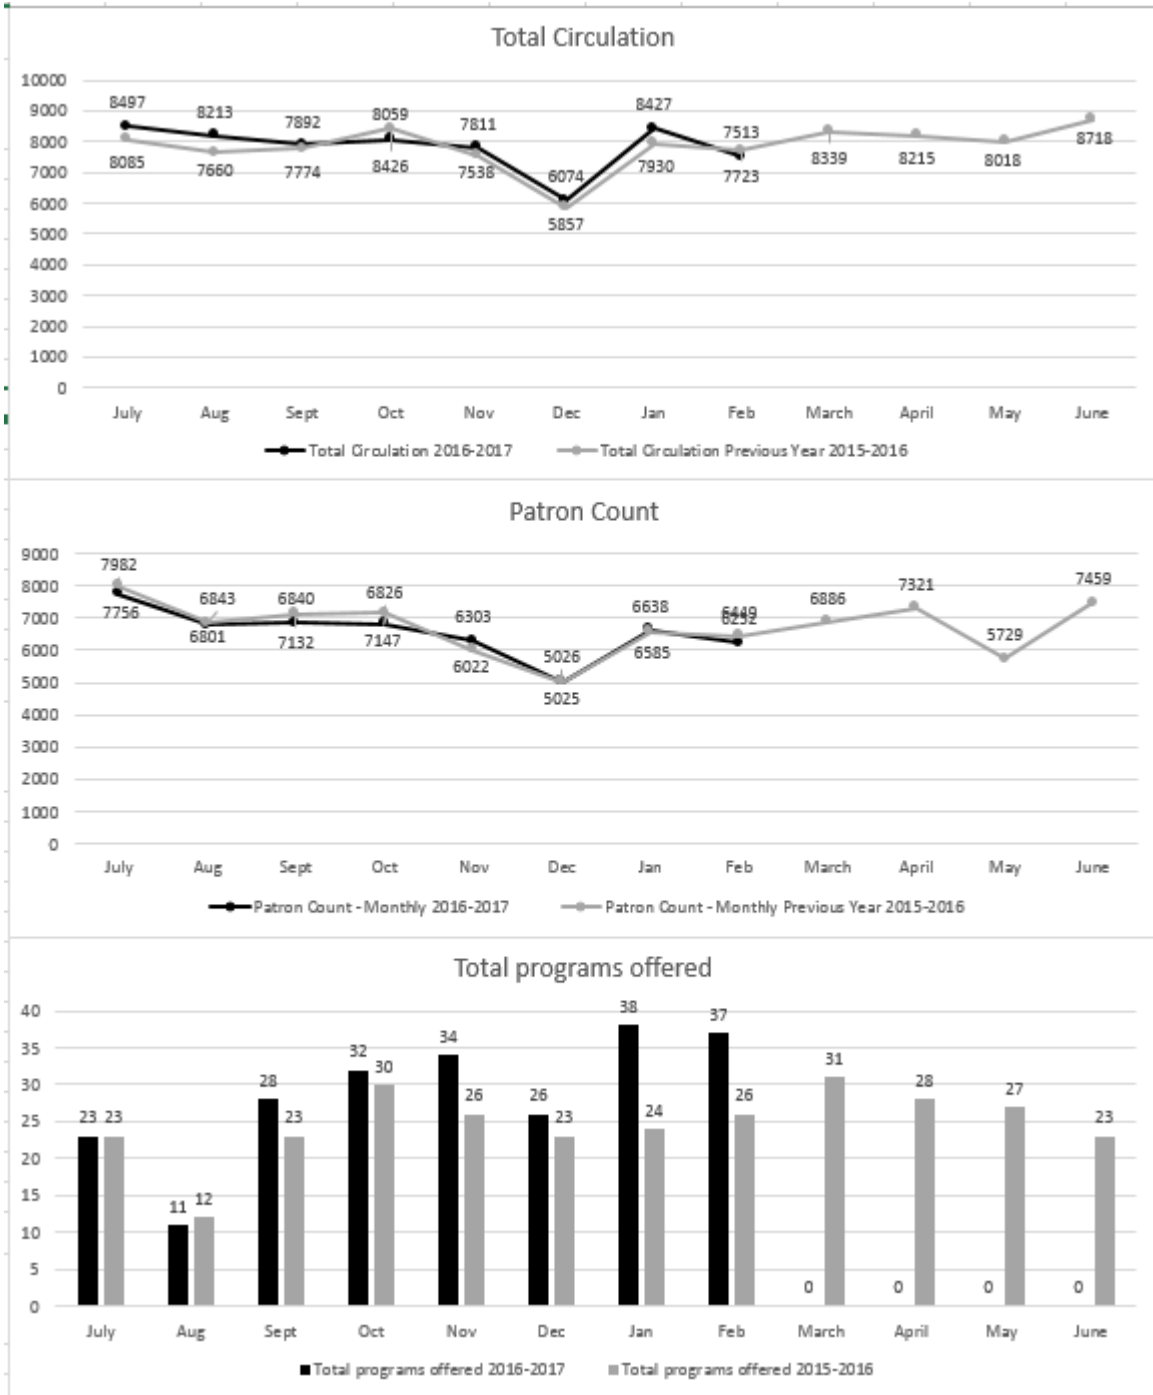 Total Circulation
10000
9000
8000
7000
6000
5000
4000
3000
2000
1000
0
8497 8213 7892 8059 7811 6074 8427 7513
8085 7660 7774 8426 7538 5857 7930 7723 8339 8215 8018 8718
July Aug Sept Oct Nov Dec Jan Feb March April May June
Total Circulation 2016-2017 Total Circulation Previous Year 2015-2016
Patron Count
9000
8000
7000
6000
5000
4000
3000
2000
1000
0
7982 6843 6840 6826 6303 5026 6638 6449 6886 7321 5729 7459
7756 6801 7132 7147 6022 5025 6585 6252
July Aug Sept Oct Nov Dec Jan Feb March April May June
Patron Count - Monthly 2016-2017 Patron Count - Monthly Previous Year 2015-2016
Total programs offered
40
35
30
25
20
15
10
5
0
23 23 11 12 28 23 32 30 34 26 26 23 38 24 37 26 0 31 0 28 0 27 0 23
July Aug Sept Oct Nov Dec Jan Feb March April May June
Total programs offered 2016-2017 Total programs offered 2015-2016